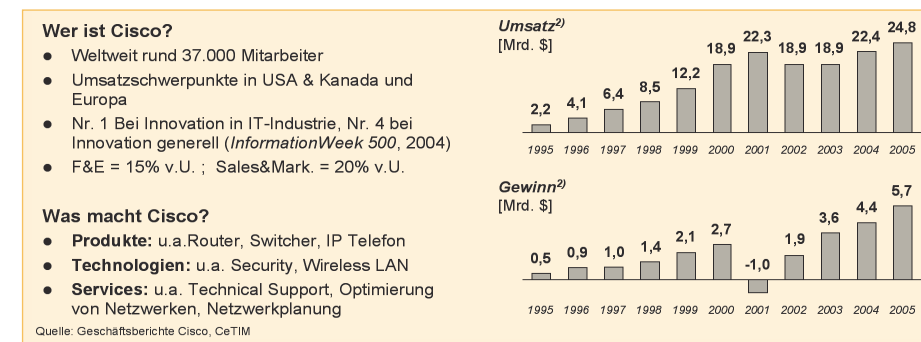 Wer ist Cisco?
● Weltweit rund 37.000 Mitarbeiter
● Umsatzschwerpunkte in USA & Kanada und
Europa
● Nr. 1 Bei Innovation in IT-Industrie, Nr. 4 bei
Innovation generell (InformationWeek 500, 2004)
● F&E = 15% v.U. ; Sales&Mark. = 20% v.U.
Was macht Cisco?
● Produkte: u.a.Router, Switcher, IP Telefon
● Technologien: u.a. Security, Wireless LAN
● Services: u.a. Technical Support, Optimierung
von Netzwerken, Netzwerkplanung
Quelle: Geschäftsberichte Cisco, CeTIM
Umsatz2)
[Mrd. $]
2,2 4,1 6,4 8,5 12,2 18,9 22,3 18,9 18,9 22,4 24,8
1995 1996 1997 1998 1999 2000 2001 2002 2003 2004 2005
Gewinn2)
[Mrd. $]
0,5 0,9 1,0 1,4 2,1 2,7 -1,0 1,9 3,6 4,4 5,7
1995 1996 1997 1998 1999 2000 2001 2002 2003 2004 2005